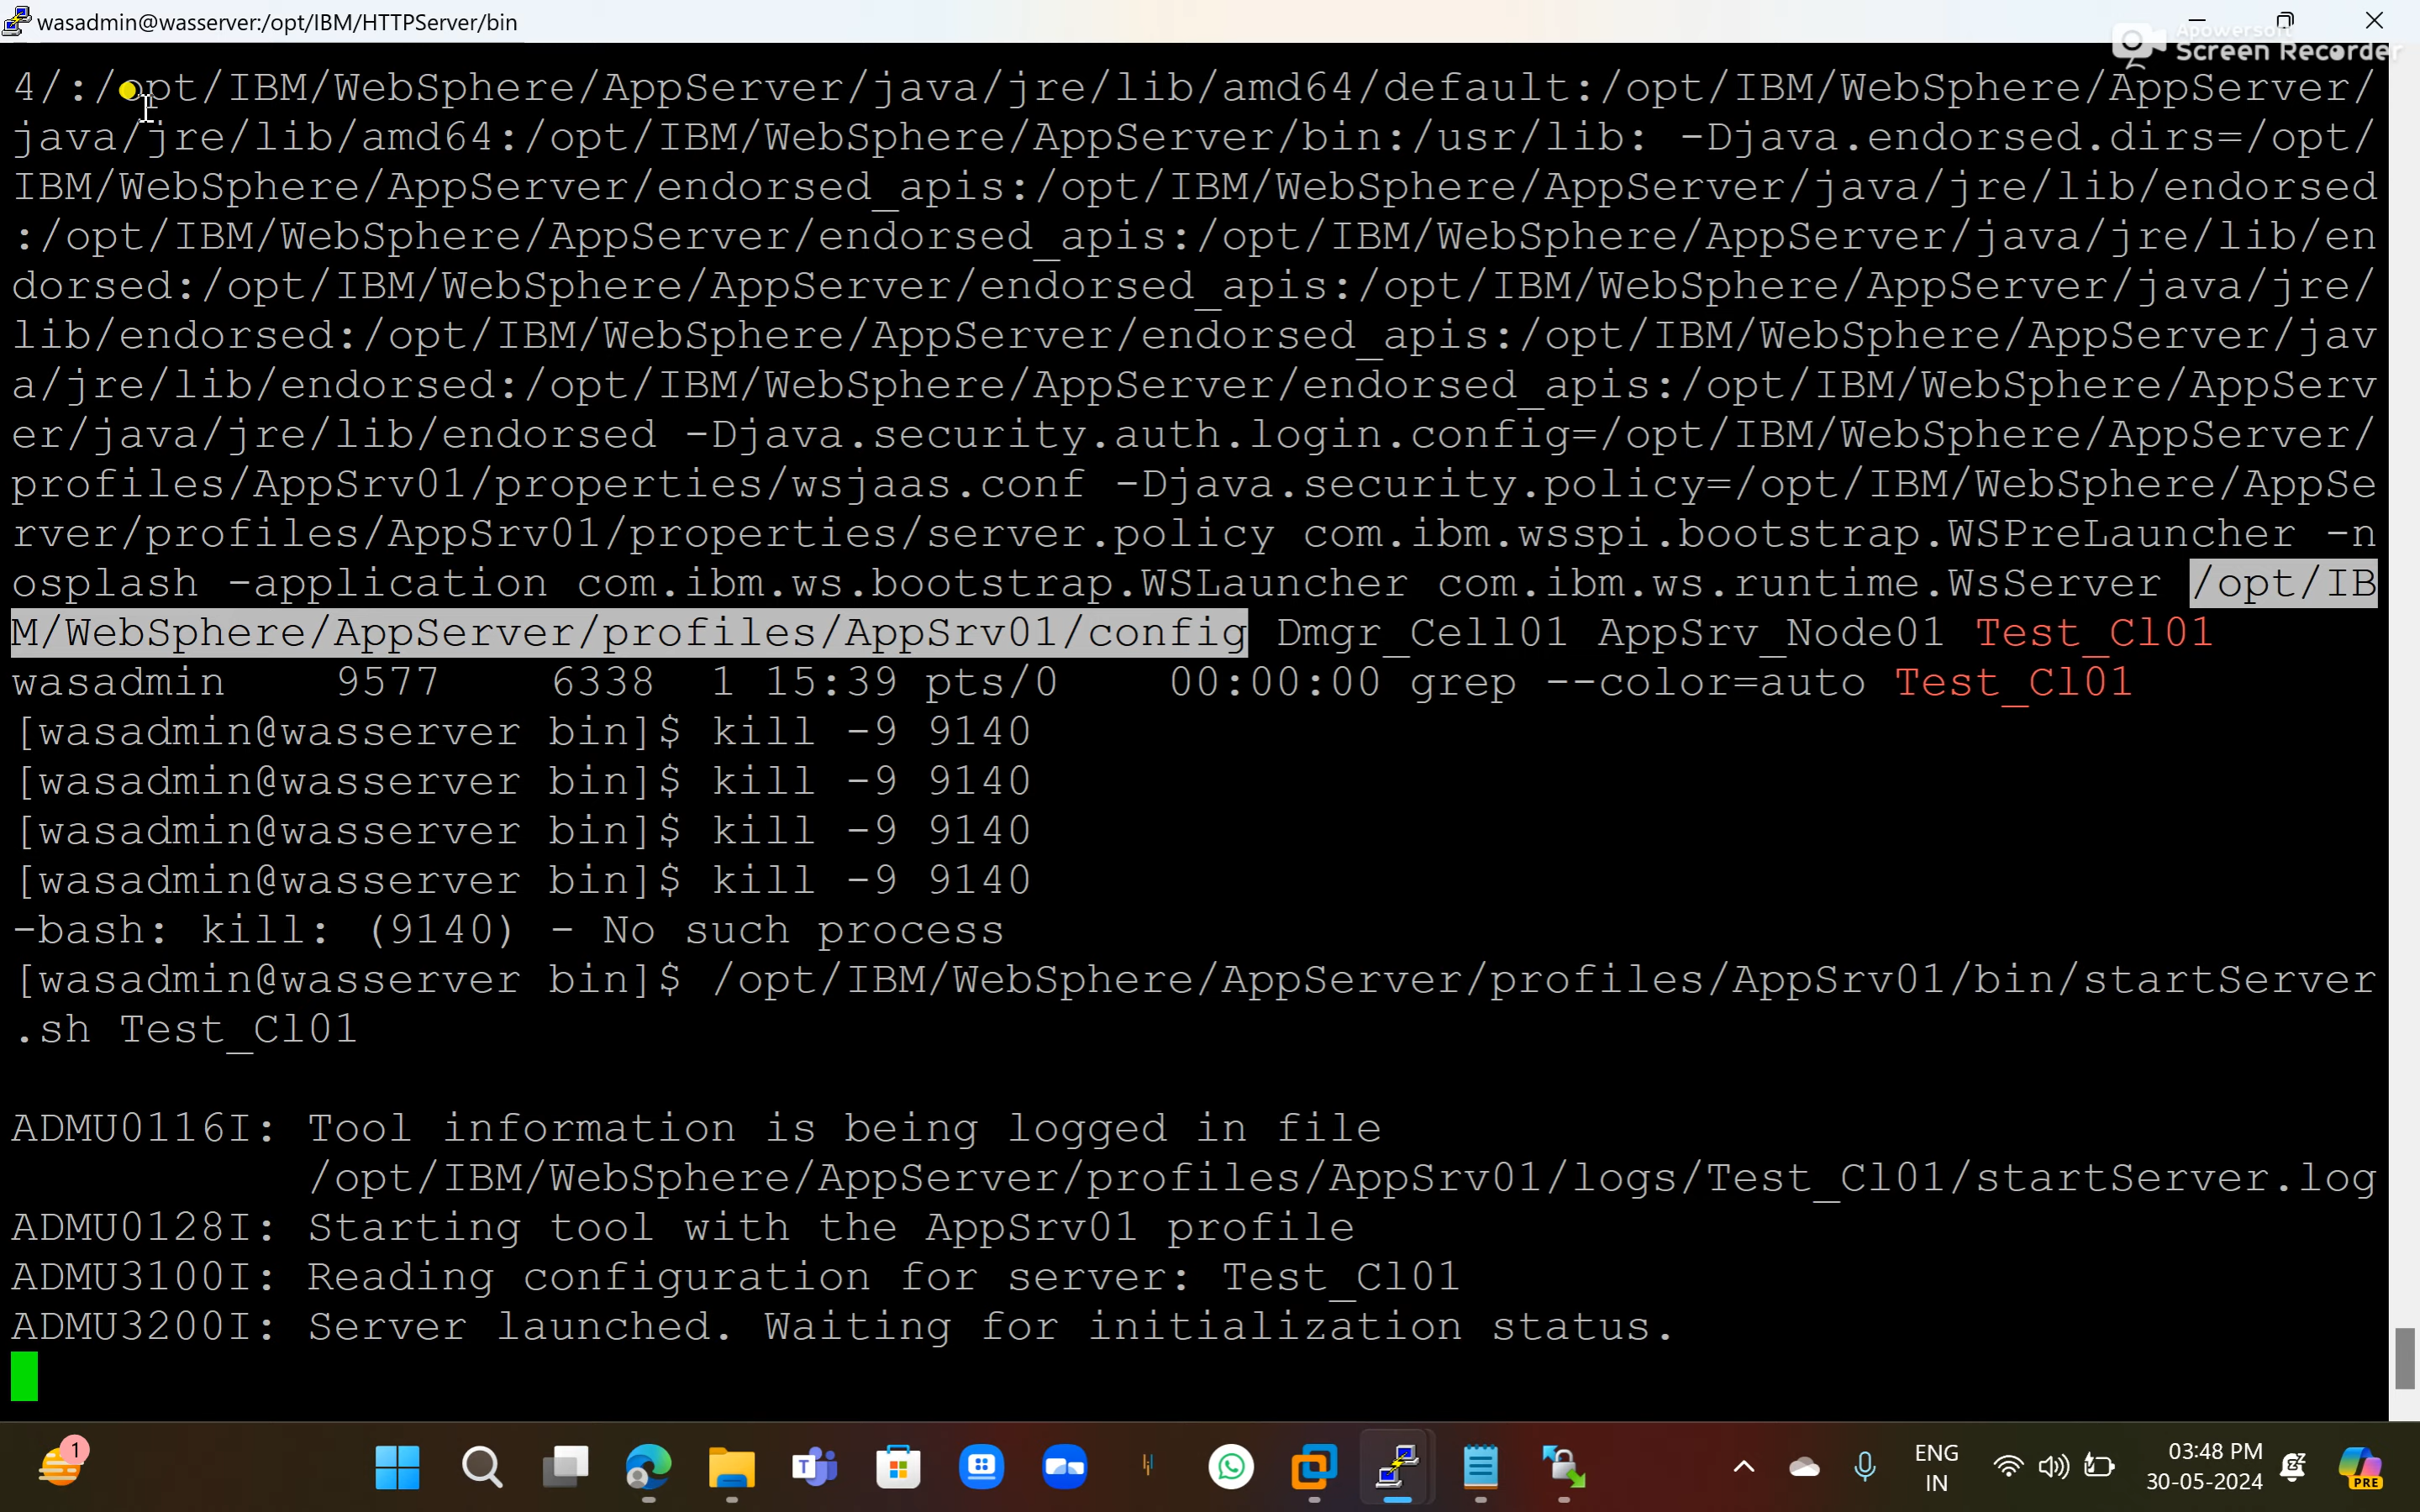 wasadmin@wasserver:/opt/IBM/HTTPServer/bin
Apowersoft
Screen Recorder
4/:/opt/IBM/WebSphere/AppServer/java/jre/lib/amd64/default:/opt/IBM/WebSphere/AppServer/
java/jre/lib/amd64:/opt/IBM/WebSphere/AppServer/bin:/usr/lib: -Djava.endorsed.dirs=/opt/
IBM/WebSphere/AppServer/endorsed_apis:/opt/IBM/WebSphere/AppServer/java/jre/lib/endorsed
:/opt/IBM/WebSphere/AppServer/endorsed_apis:/opt/IBM/WebSphere/AppServer/java/jre/lib/en
dorsed:/opt/IBM/WebSphere/AppServer/endorsed_apis:/opt/IBM/WebSphere/AppServer/java/jre/
lib/endorsed:/opt/IBM/WebSphere/AppServer/endorsed_apis:/opt/IBM/WebSphere/AppServer/jav
a/jre/lib/endorsed:/opt/IBM/WebSphere/AppServer/endorsed_apis:/opt/IBM/WebSphere/AppServ
er/java/jre/lib/endorsed -Djava.security.auth.login.config=/opt/IBM/WebSphere/AppServer/
profiles/AppSrv01/properties/wsjaas.conf -Djava.security.policy=/opt/IBM/WebSphere/AppSe
rver/profiles/AppSrv01/properties/server.policy com.ibm.wsspi.bootstrap.WSPreLauncher -n
osplash -application com.ibm.ws.bootstrap.WSLauncher com.ibm.ws.runtime.WsServer /opt/IB
M/WebSphere/AppServer/profiles/AppSrv01/config Dmgr_Cell01 AppSrv_Node01 Test_Cl01
wasadmin    9577    6338  1 15:39 pts/0    00:00:00 grep --color=auto Test_Cl01
[wasadmin@wasserver bin]$ kill -9 9140
[wasadmin@wasserver bin]$ kill -9 9140
[wasadmin@wasserver bin]$ kill -9 9140
[wasadmin@wasserver bin]$ kill -9 9140
-bash: kill: (9140) - No such process
[wasadmin@wasserver bin]$ /opt/IBM/WebSphere/AppServer/profiles/AppSrv01/bin/startServer
.sh Test_Cl01
ADMU0116I: Tool information is being logged in file
/opt/IBM/WebSphere/AppServer/profiles/AppSrv01/logs/Test_Cl01/startServer.log
ADMU0128I: Starting tool with the AppSrv01 profile
ADMU3100I: Reading configuration for server: Test_Cl01
ADMU3200I: Server launched. Waiting for initialization status.
1
T
ENG
IN
03:48 PM
30-05-2024
PRE